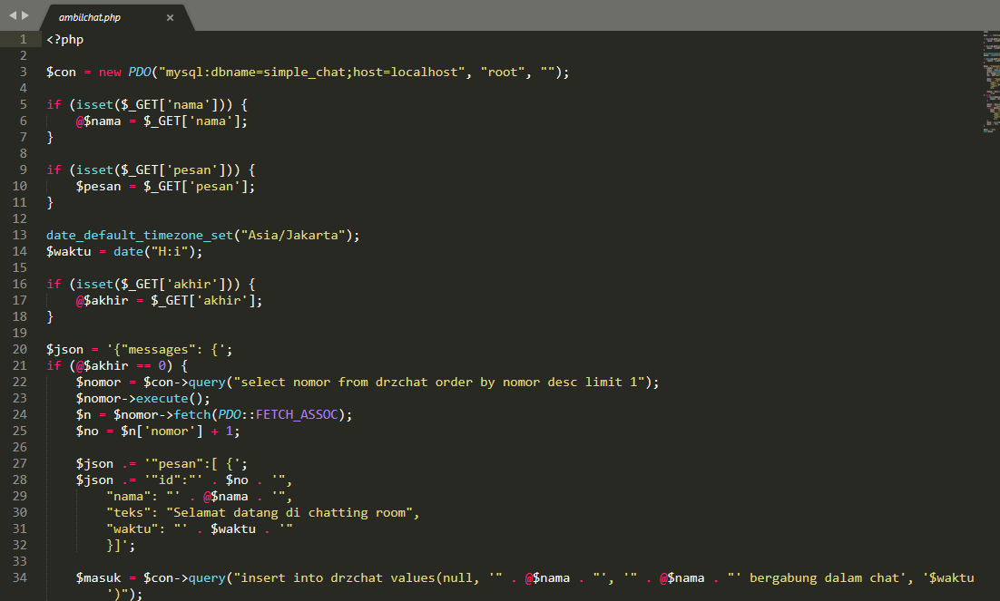 ambilchat.php
1 <?php
2
3 $con = new PDO("mysql:dbname=simple_chat;host=localhost", "root", "");
4
5 if (isset($_GET['nama'])) {
6     @$nama = $_GET['nama'];
7 }
8
9 if (isset($_GET['pesan'])) {
10     $pesan = $_GET['pesan'];
11 }
12
13 date_default_timezone_set("Asia/Jakarta");
14 $waktu = date("H:i");
15
16 if (isset($_GET['akhir'])) {
17     @$akhir = $_GET['akhir'];
18 }
19
20 $json = '{"messages": {';
21 if (@$akhir == 0) {
22     $nomor = $con->query("select nomor from drzchat order by nomor desc limit 1");
23     $nomor->execute();
24     $n = $nomor->fetch(PDO::FETCH_ASSOC);
25     $no = $n['nomor'] + 1;
26
27     $json .= '"pesan":[ {';
28     $json .= '"id":"' . $no . '",
29         "nama": "' . @$nama . '",
30         "teks": "Selamat datang di chatting room",
31         "waktu": "' . $waktu . '"
32         }]';
33
34     $masuk = $con->query("insert into drzchat values(null, '" . @$nama . "', '" . @$nama . "' bergabung dalam chat', '$waktu
        ')");